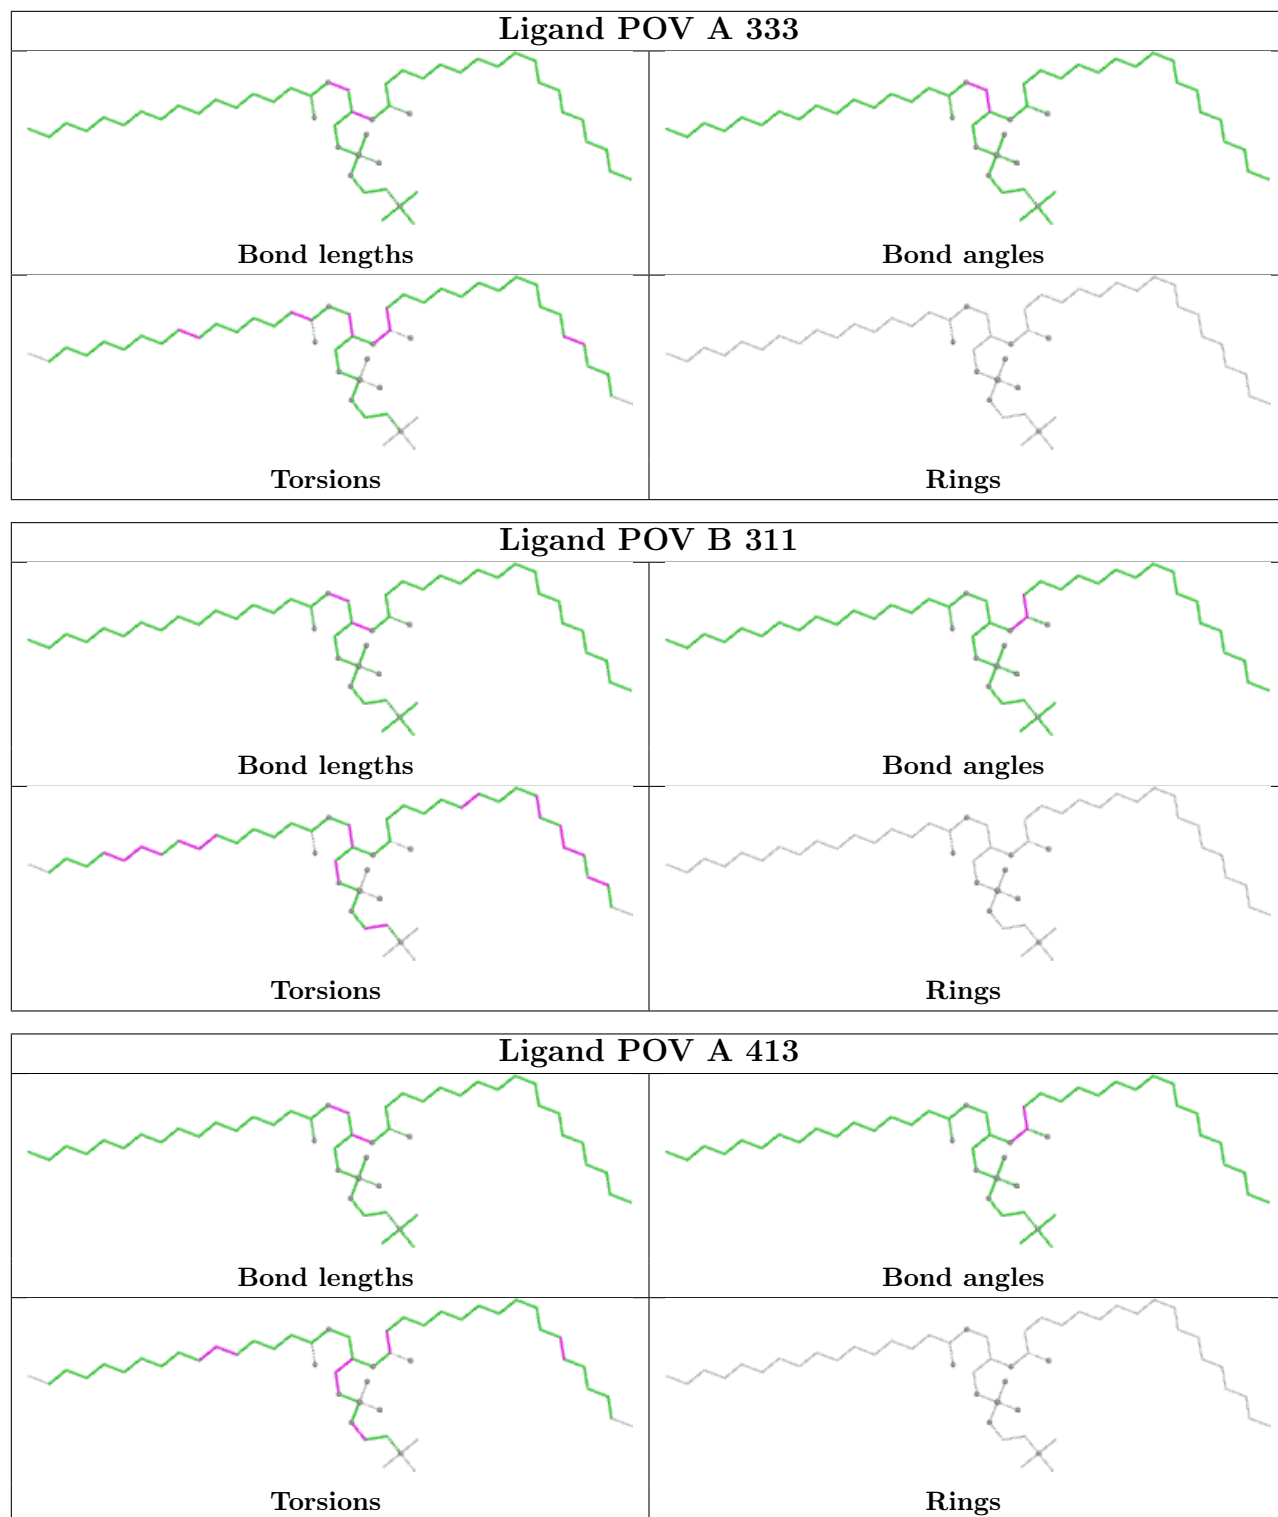 Ligand POV A 333
Bond lengths
Bond angles
Torsions
Rings
Ligand POV B 311
Bond lengths
Bond angles
Torsions
Rings
Ligand POV A 413
Bond lengths
Bond angles
Torsions
Rings